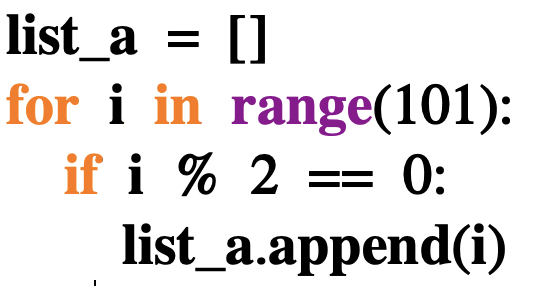 list_a = []
for i in range(101):
    if i % 2 == 0:
        list_a.append(i)